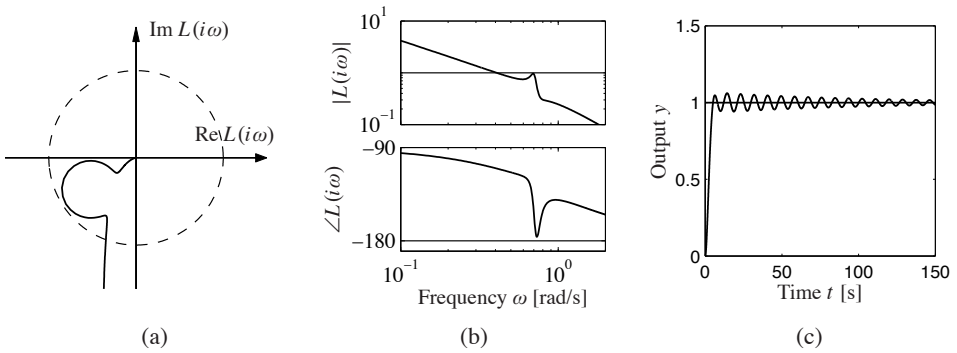 Im L(iω)
Re L(iω)
(a)
|L(iω)|
10^1
10^-1
∠L(iω)
−90
−180
10^-1
10^0
Frequency ω [rad/s]
(b)
Output y
1.5
1
0.5
0
0
50
100
150
Time t [s]
(c)